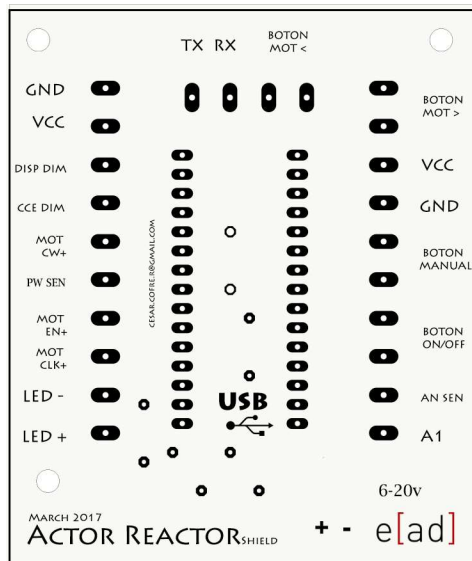 TX RX
BOTON
MOT <
GND
VCC
DISP DIM
CCE DIM
MOT
CW+
PW SEN
MOT
EN+
MOT
CLK+
LED -
LED +
CESAR.COFRE.R@GMAIL.COM
BOTON
MOT >
VCC
GND
BOTON
MANUAL
BOTON
ON/OFF
AN SEN
A1
USB
6-20v
MARCH 2017
ACTOR REACTOR SHIELD
+ -
e[ad]